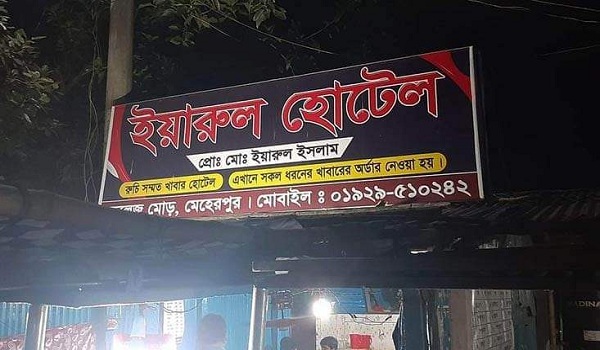 ইয়ারুল হোটেল
প্রোঃ মোঃ ইয়ারুল ইসলাম
রুচি সম্মত খাবার হোটেল এখানে সকল ধরনের খাবারের অর্ডার নেওয়া হয়।
মোড়, মেহেরপুর। মোবাইল : ০১৯২৯-৫১০২৪২